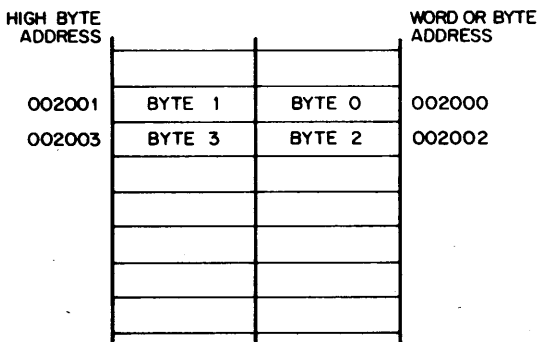 HIGH BYTE
ADDRESS
WORD OR BYTE
ADDRESS
002001 BYTE 1 BYTE 0 002000
002003 BYTE 3 BYTE 2 002002